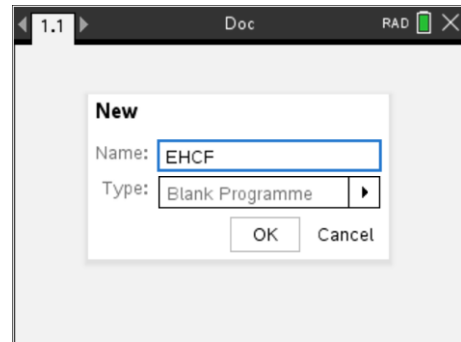 1.1 Doc RAD
New
Name: EHCF
Type: Blank Programme
OK Cancel